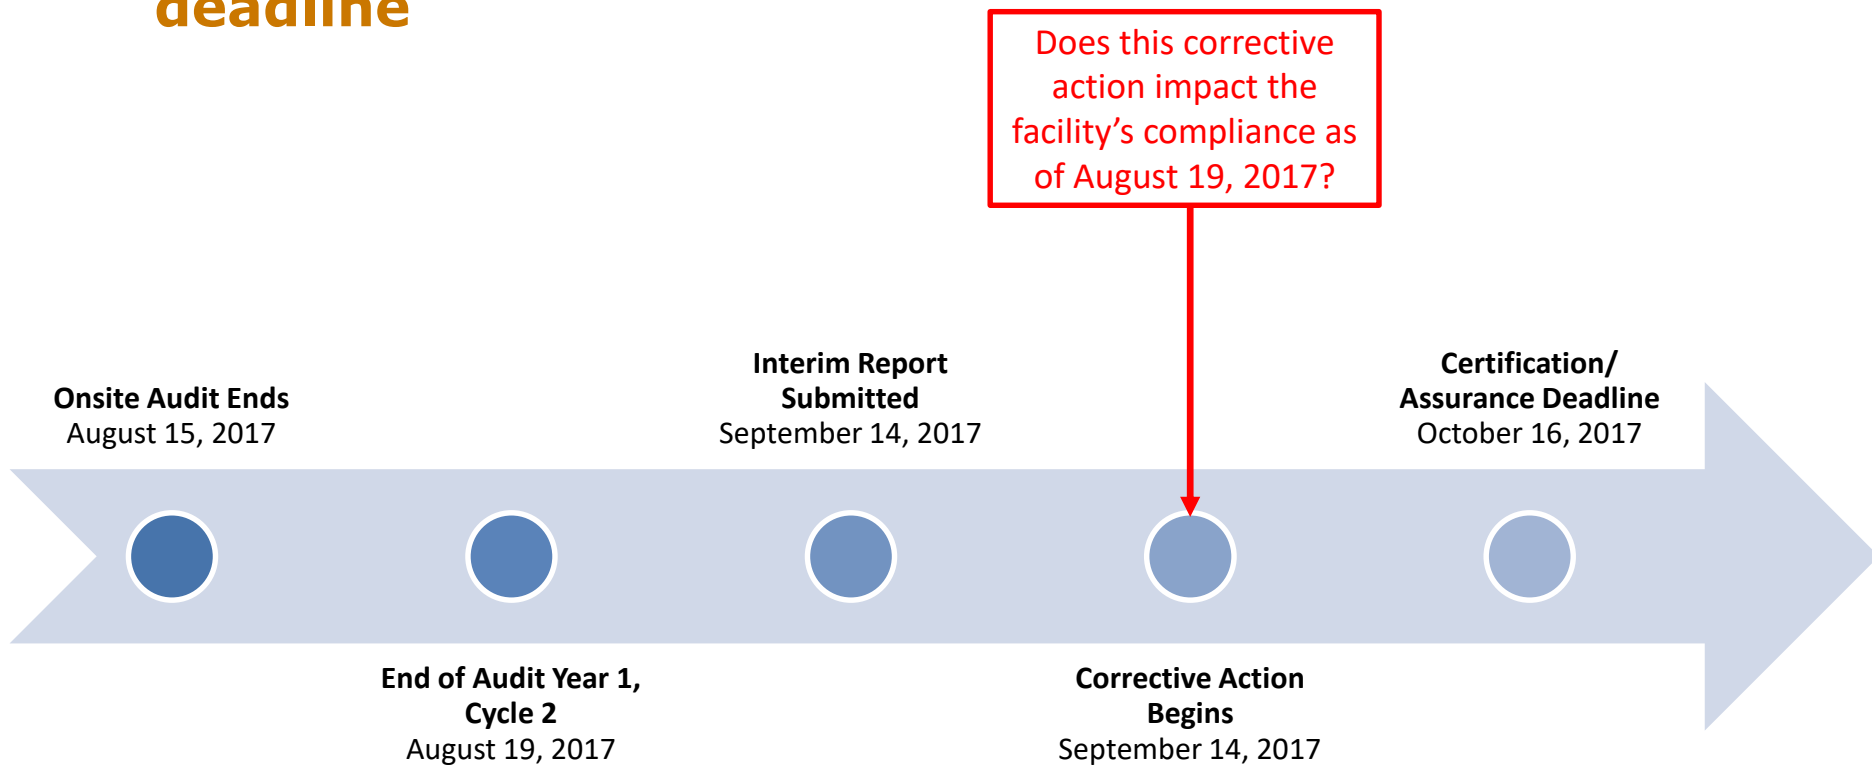 deadline
Does this corrective
action impact the
facility’s compliance as
of August 19, 2017?
Onsite Audit Ends
August 15, 2017
End of Audit Year 1,
Cycle 2
August 19, 2017
Interim Report
Submitted
September 14, 2017
Corrective Action
Begins
September 14, 2017
Certification/
Assurance Deadline
October 16, 2017